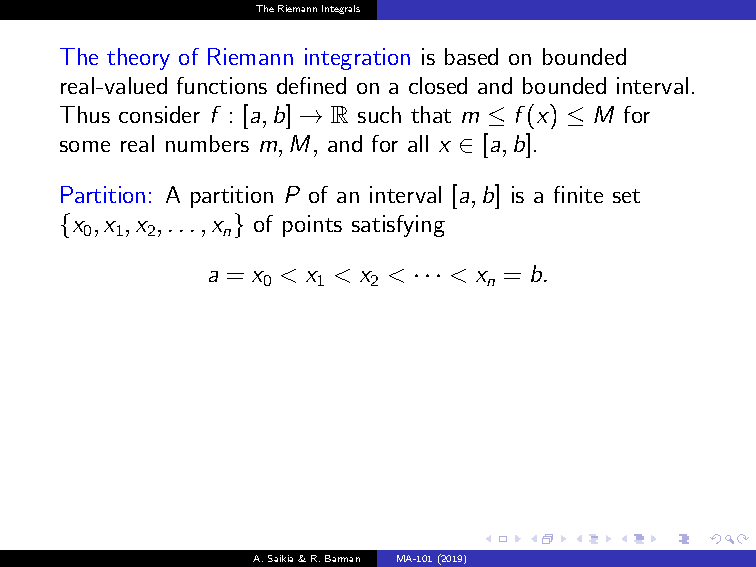 The Riemann Integrals
The theory of Riemann integration is based on bounded
real-valued functions defined on a closed and bounded interval.
Thus consider f : [a, b] → ℝ such that m ≤ f(x) ≤ M for
some real numbers m, M, and for all x ∈ [a, b].
Partition: A partition P of an interval [a, b] is a finite set
{x₀, x₁, x₂, . . . , xₙ} of points satisfying
a = x₀ < x₁ < x₂ < · · · < xₙ = b.
A. Saikia & R. Barman MA-101 (2019)